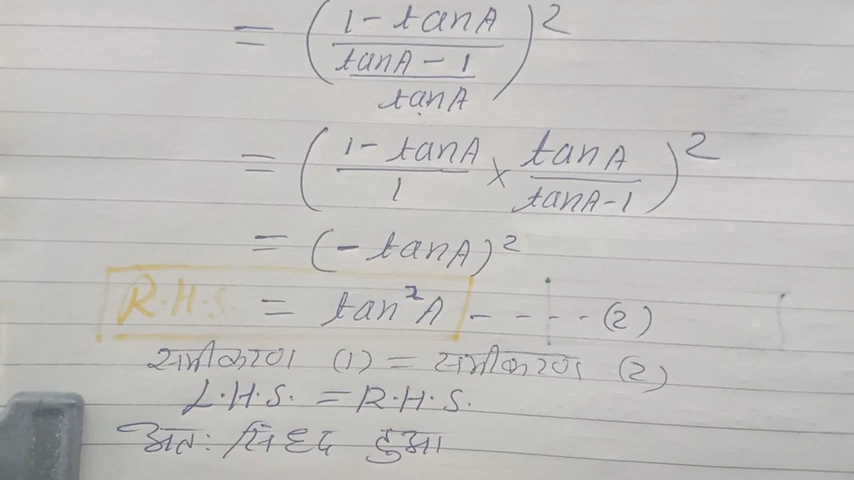 = ( (1 - tanA) / ((tanA - 1) / tanA) )²
= ( (1 - tanA) / 1 × tanA / (tanA - 1) )²
= (- tanA)²
R.H.S. = tan²A - - - - - (2)
समीकरण (1) = समीकरण (2)
L.H.S. = R.H.S.
अत: सिद्द हुआ